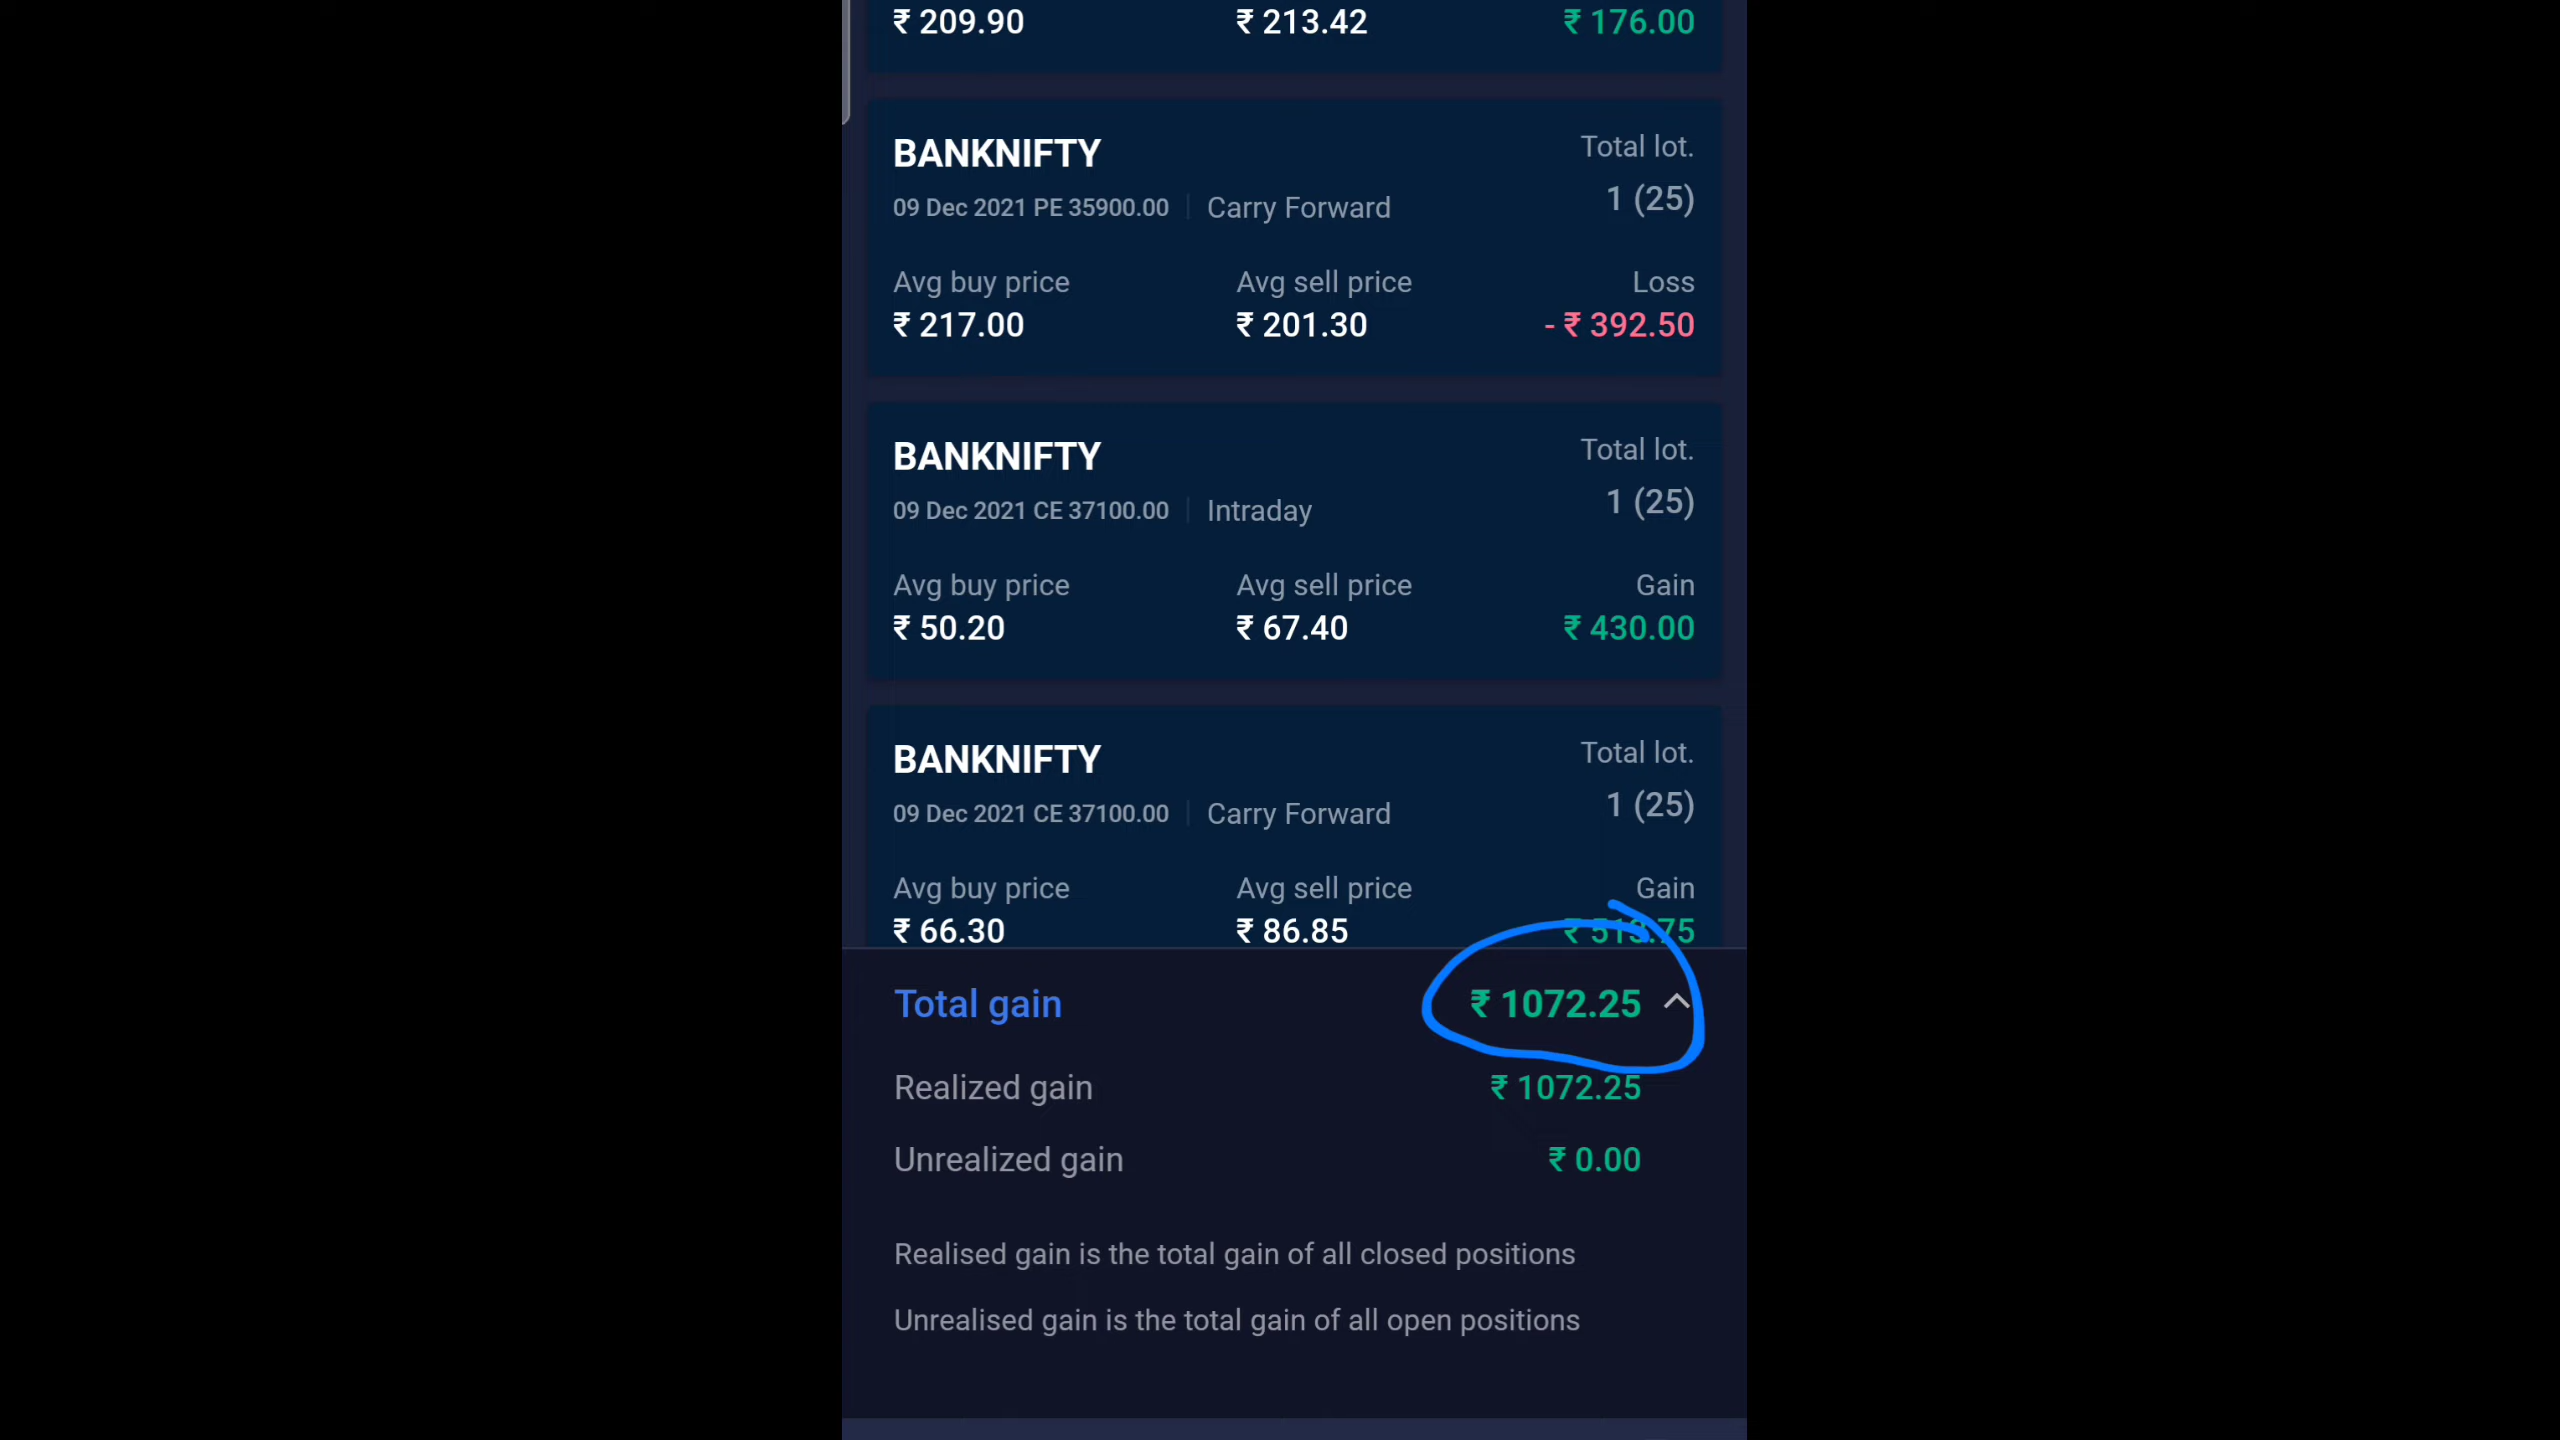 ₹ 209.90 ₹ 213.42 ₹ 176.00
BANKNIFTY Total lot.
09 Dec 2021 PE 35900.00 Carry Forward 1 (25)
Avg buy price Avg sell price Loss
₹ 217.00 ₹ 201.30 - ₹ 392.50
BANKNIFTY Total lot.
09 Dec 2021 CE 37100.00 Intraday 1 (25)
Avg buy price Avg sell price Gain
₹ 50.20 ₹ 67.40 ₹ 430.00
BANKNIFTY Total lot.
09 Dec 2021 CE 37100.00 Carry Forward 1 (25)
Avg buy price Avg sell price Gain
₹ 66.30 ₹ 86.85 ₹ 513.75
Total gain ₹ 1072.25
Realized gain ₹ 1072.25
Unrealized gain ₹ 0.00
Realised gain is the total gain of all closed positions
Unrealised gain is the total gain of all open positions